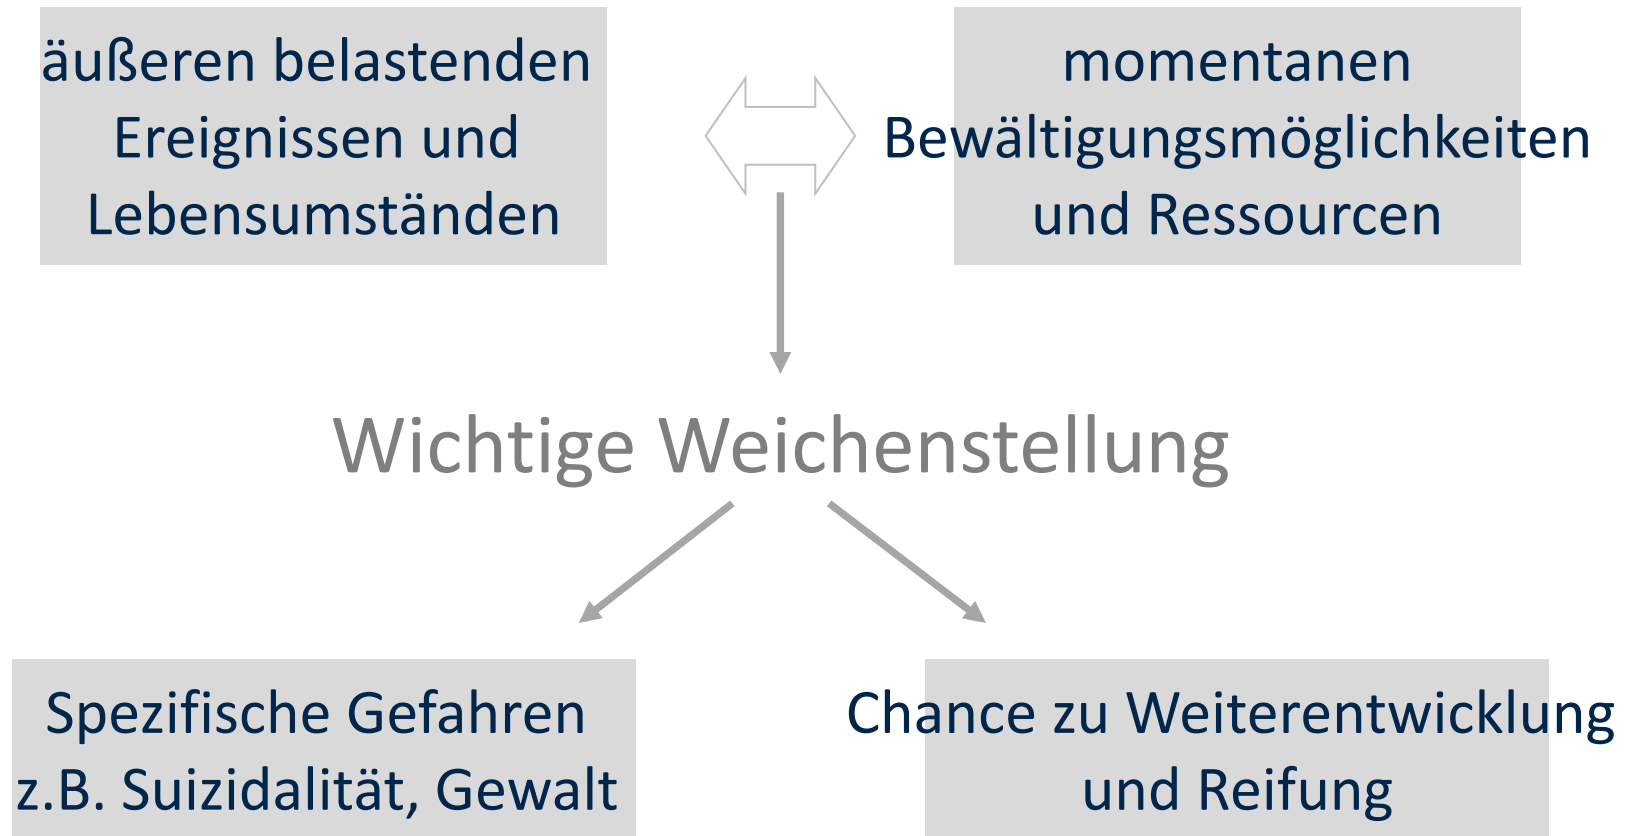 äußeren belastenden
Ereignissen und
Lebensumständen
momentanen
Bewältigungsmöglichkeiten
und Ressourcen
Wichtige Weichenstellung
Spezifische Gefahren
z.B. Suizidalität, Gewalt
Chance zu Weiterentwicklung
und Reifung